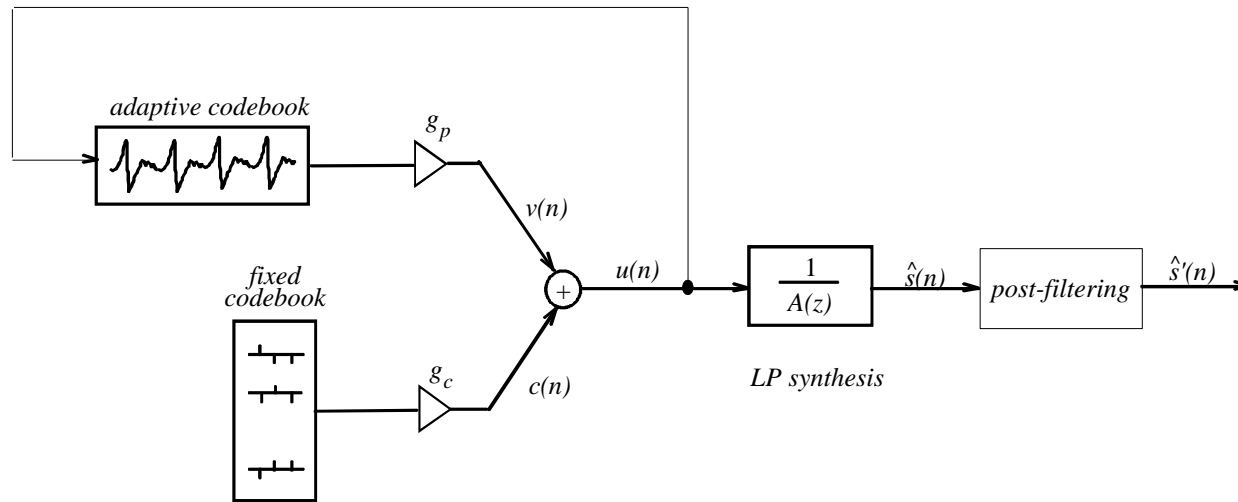 adaptive codebook
g_p
v(n)
fixed
codebook
g_c
c(n)
+
u(n)
1
A(z)
LP synthesis
ŝ(n)
post-filtering
ŝ'(n)